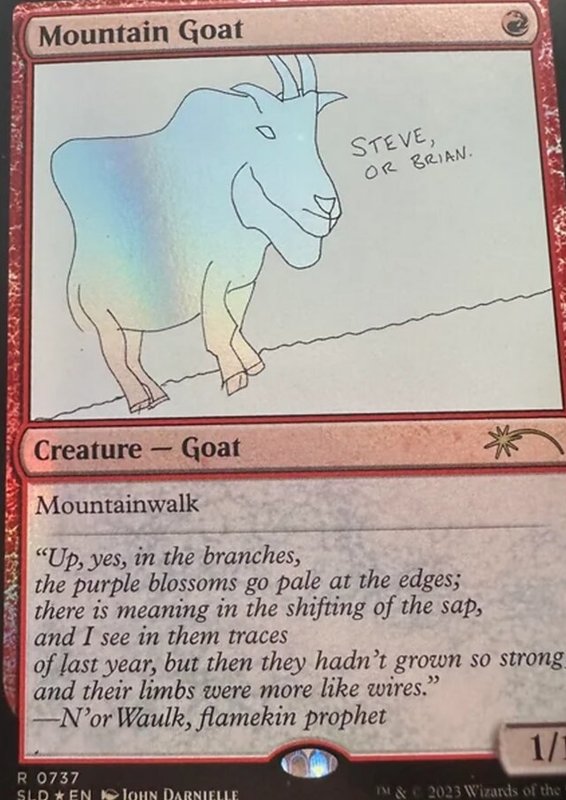 Mountain Goat
STEVE,
OR BRIAN.
Creature — Goat
Mountainwalk
“Up, yes, in the branches,
the purple blossoms go pale at the edges;
there is meaning in the shifting of the sap,
and I see in them traces
of last year, but then they hadn’t grown so strong
and their limbs were more like wires.”
—N’or Waulk, flamekin prophet
1/1
R 0737
SLD ★ EN JOHN DARNIELLE
™ & © 2023 Wizards of the